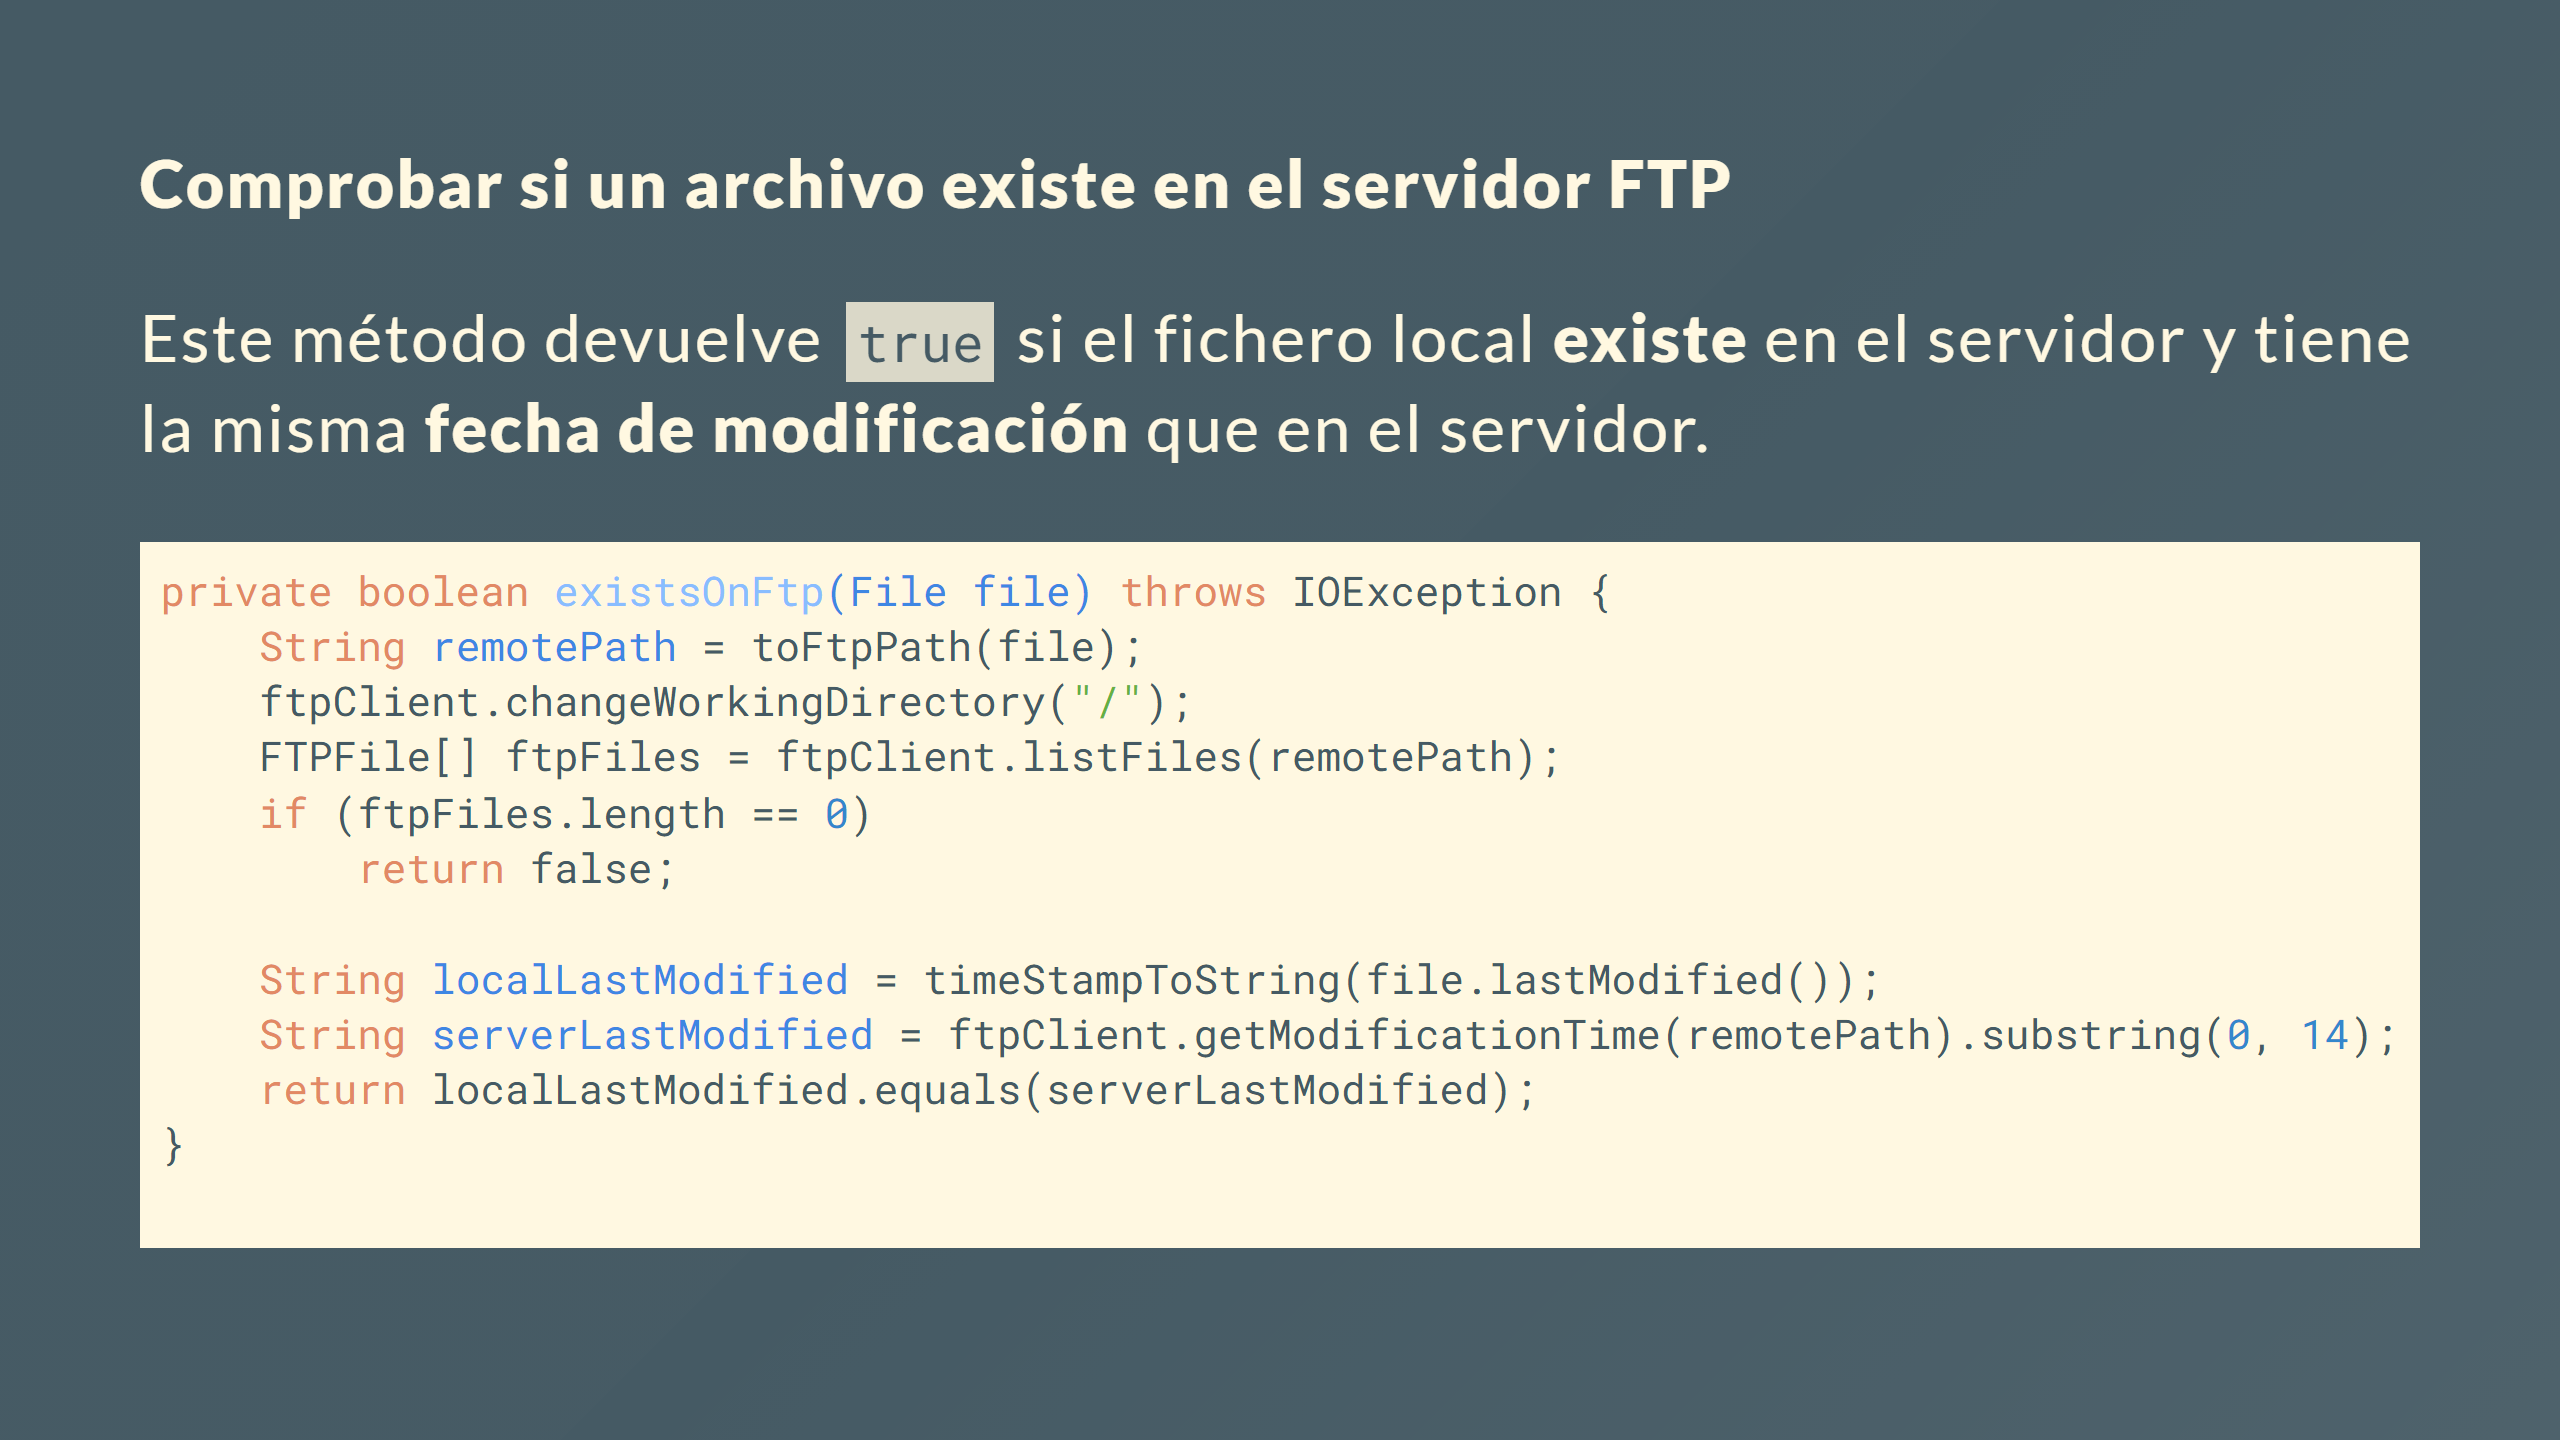 Comprobar si un archivo existe en el servidor FTP
Este método devuelve true si el fichero local existe en el servidor y tiene
la misma fecha de modificación que en el servidor.
private boolean existsOnFtp(File file) throws IOException {
    String remotePath = toFtpPath(file);
    ftpClient.changeWorkingDirectory("/");
    FTPFile[] ftpFiles = ftpClient.listFiles(remotePath);
    if (ftpFiles.length == 0)
        return false;

    String localLastModified = timeStampToString(file.lastModified());
    String serverLastModified = ftpClient.getModificationTime(remotePath).substring(0, 14);
    return localLastModified.equals(serverLastModified);
}